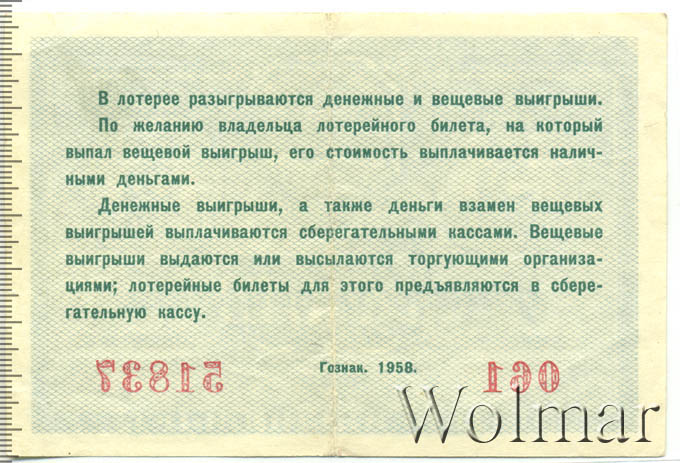 В лотерее разыгрываются денежные и вещевые выигрыши.
По желанию владельца лотерейного билета, на который
выпал вещевой выигрыш, его стоимость выплачивается налич-
ными деньгами.
Денежные выигрыши, а также деньги взамен вещевых
выигрышей выплачиваются сберегательными кассами. Вещевые
выигрыши выдаются или высылаются торгующими организа-
циями; лотерейные билеты для этого предъявляются в сбере-
гательную кассу.
51837 Гознак. 1958. 061
Wolmar